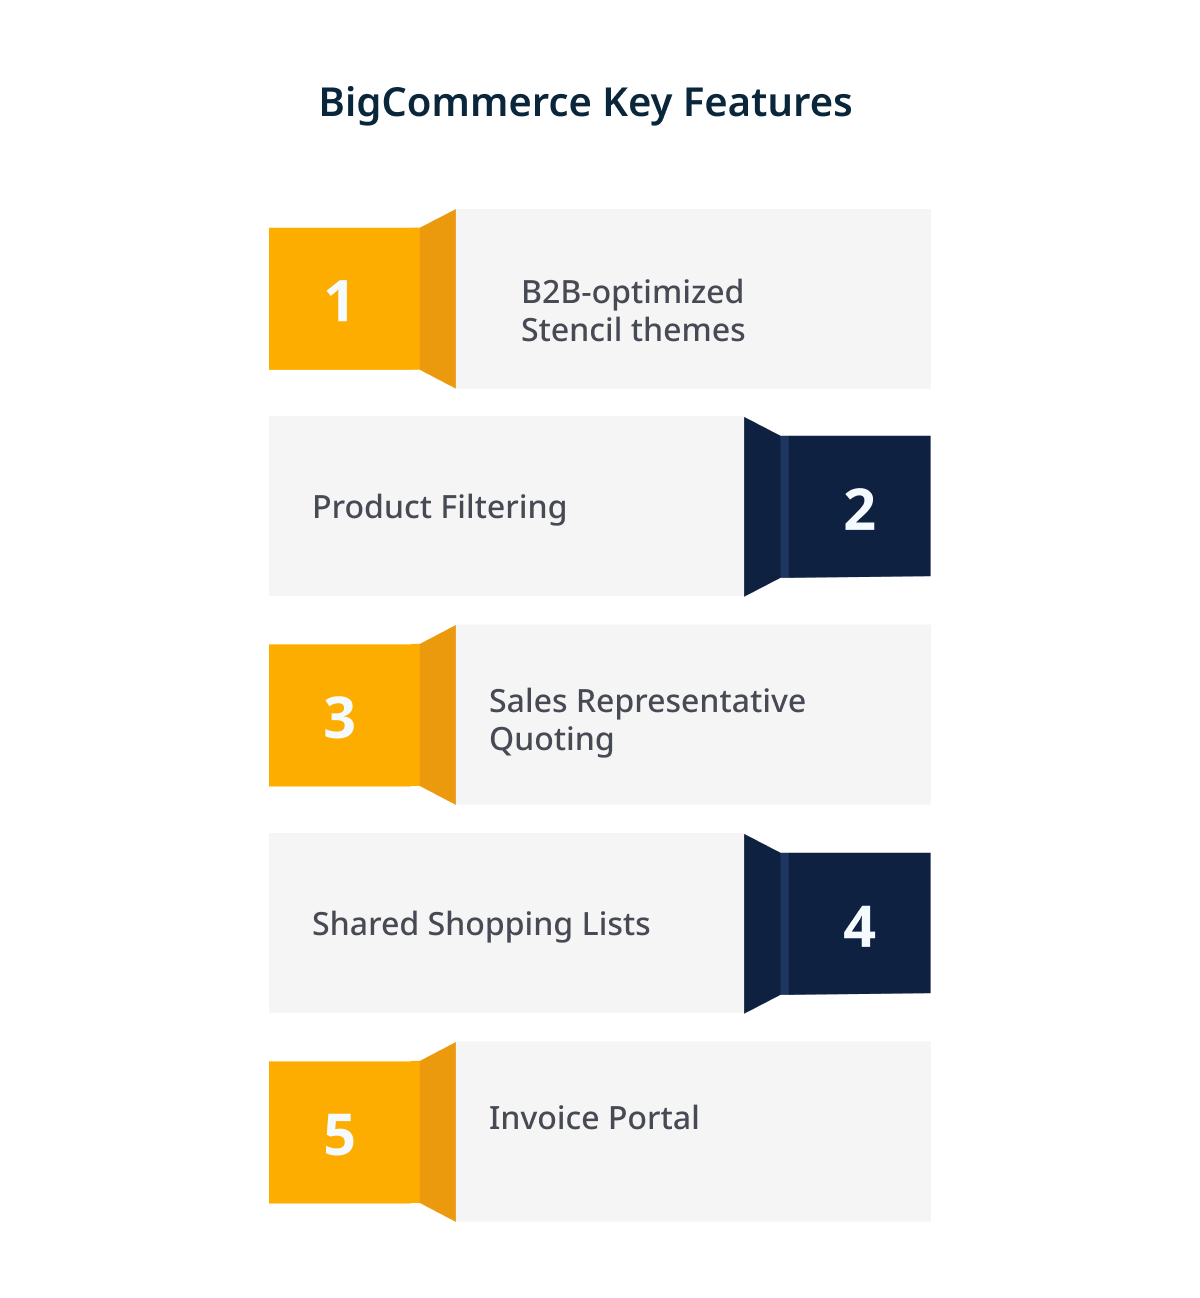 BigCommerce Key Features
1
B2B-optimized
Stencil themes
Product Filtering
2
3
Sales Representative
Quoting
Shared Shopping Lists
4
5
Invoice Portal